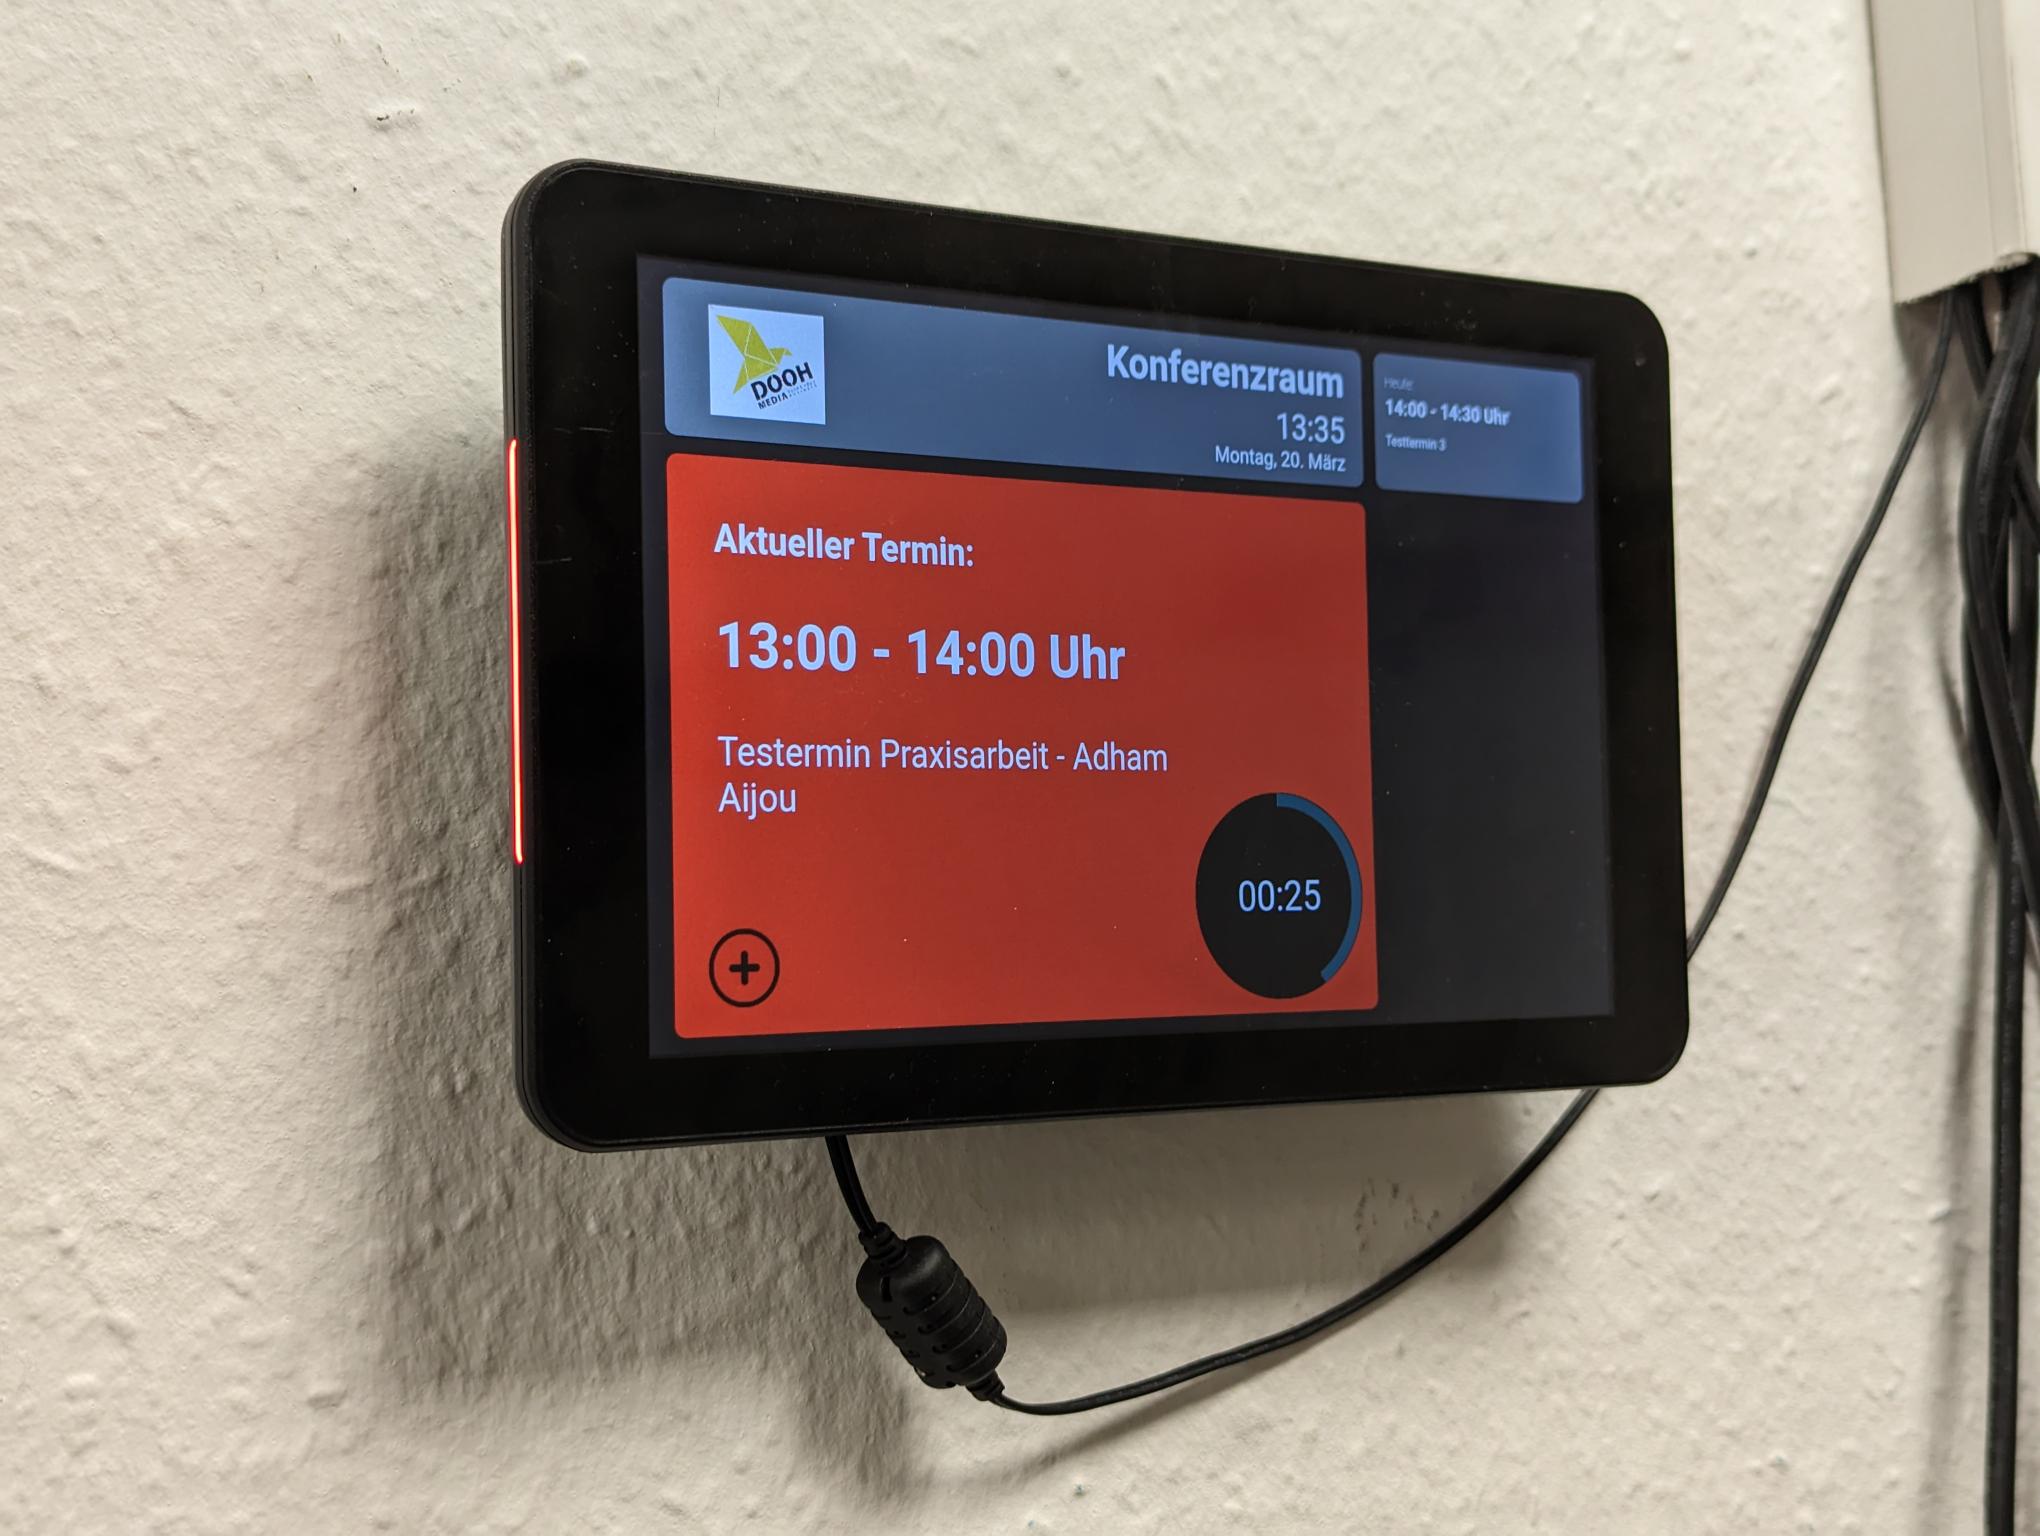 DOOH
MEDIA
Konferenzraum
13:35
Montag, 20. März
Heute:
14:00 - 14:30 Uhr
Testtermin 3
Aktueller Termin:
13:00 - 14:00 Uhr
Testermin Praxisarbeit - Adham
Aijou
00:25